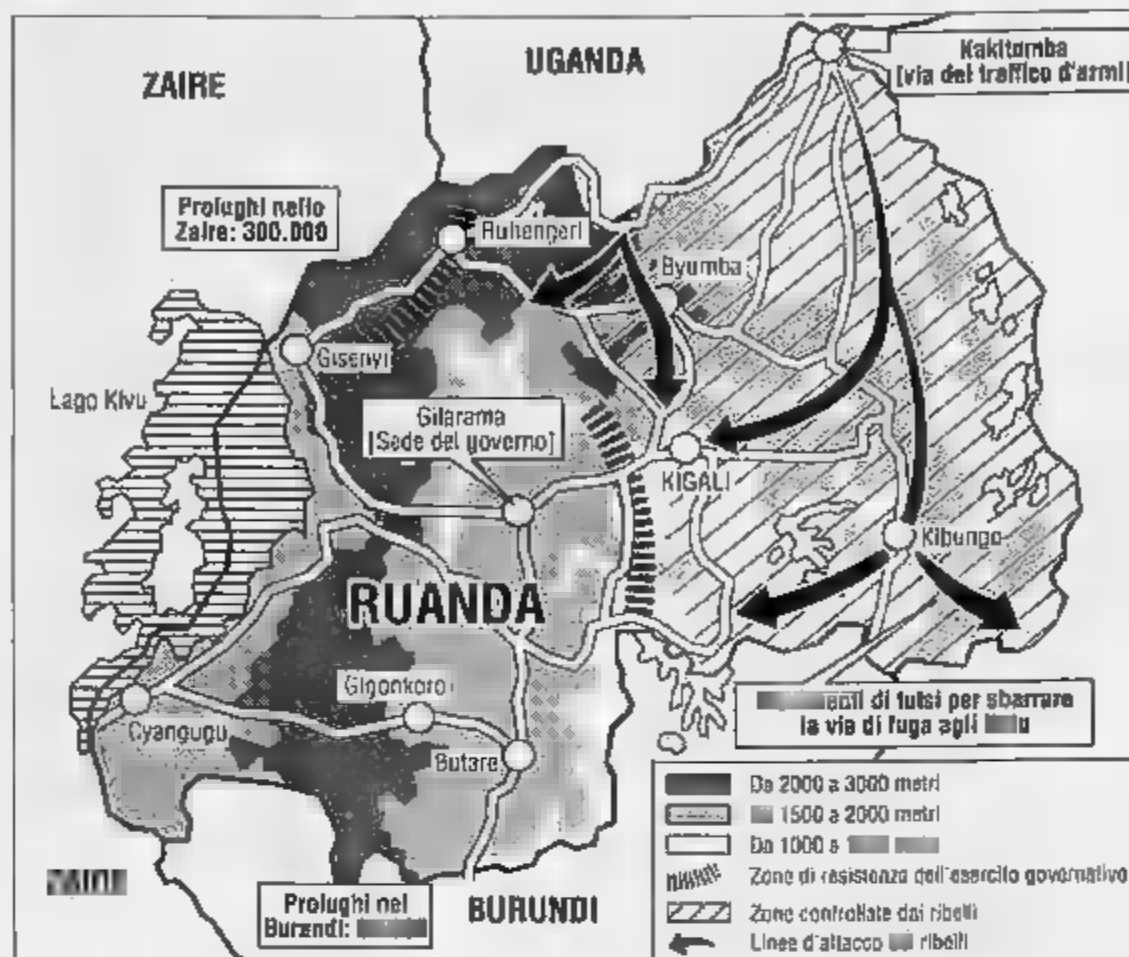 ZAIRE
UGANDA
Kakitomba
[via del traffico d'armi]
Profughi nello
Zaire: 300.000
Ruhengeri
Byumba
Gisenyi
Lago Kivu
Gitarama
[Sede del governo]
KIGALI
Kibungo
RUANDA
Gigonkoro
Cyangugu
Butare
di tutsi per sbarrare
la via di fuga agli
Da 2000 a 3000 metri
1500 a 2000 metri
Da 1000 a
Zone di resistenza dell'esercito governativo
Zone controllate dai ribelli
Linee d'attacco ribelli
ZAIRE
Profughi nel
Burundi:
BURUNDI